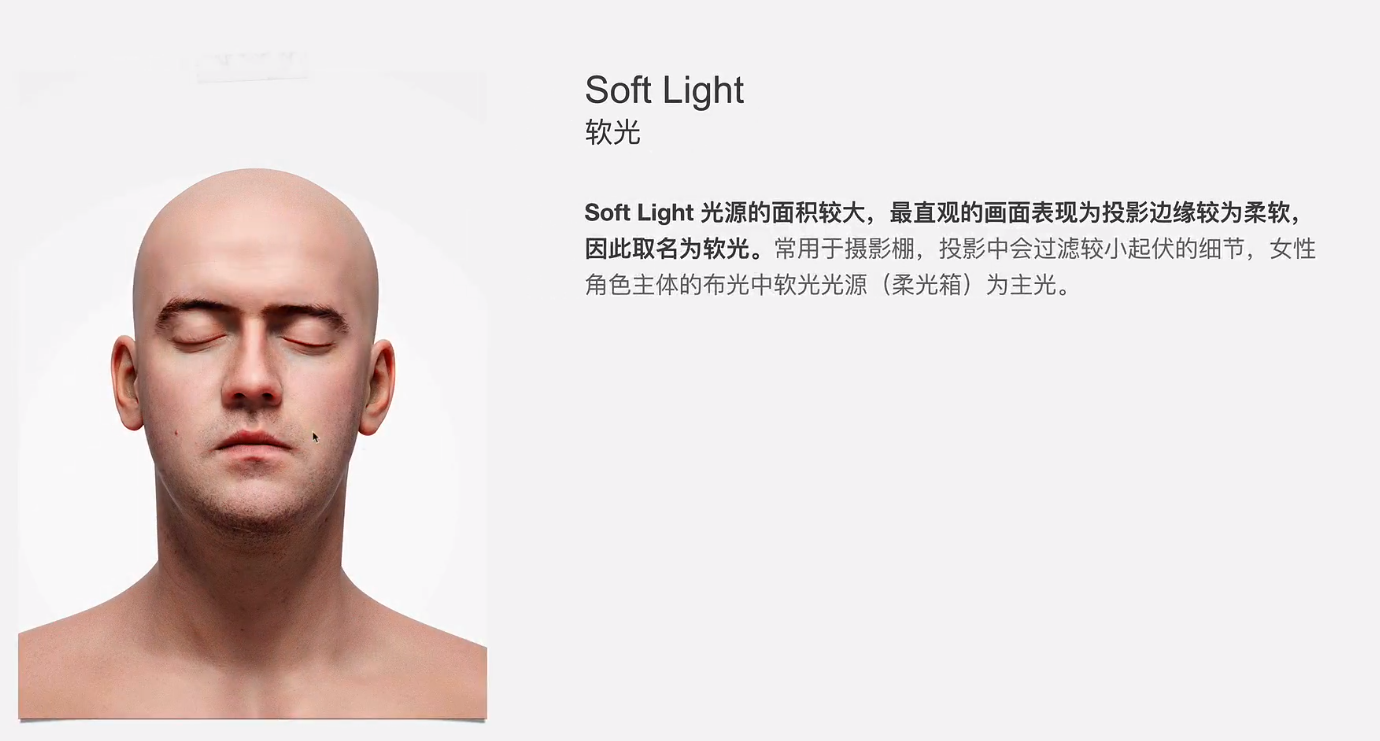 Soft Light
软光
Soft Light 光源的面积较大，最直观的画面表现为投影边缘较为柔软，
因此取名为软光。常用于摄影棚，投影中会过滤较小起伏的细节，女性
角色主体的布光中软光光源（柔光箱）为主光。